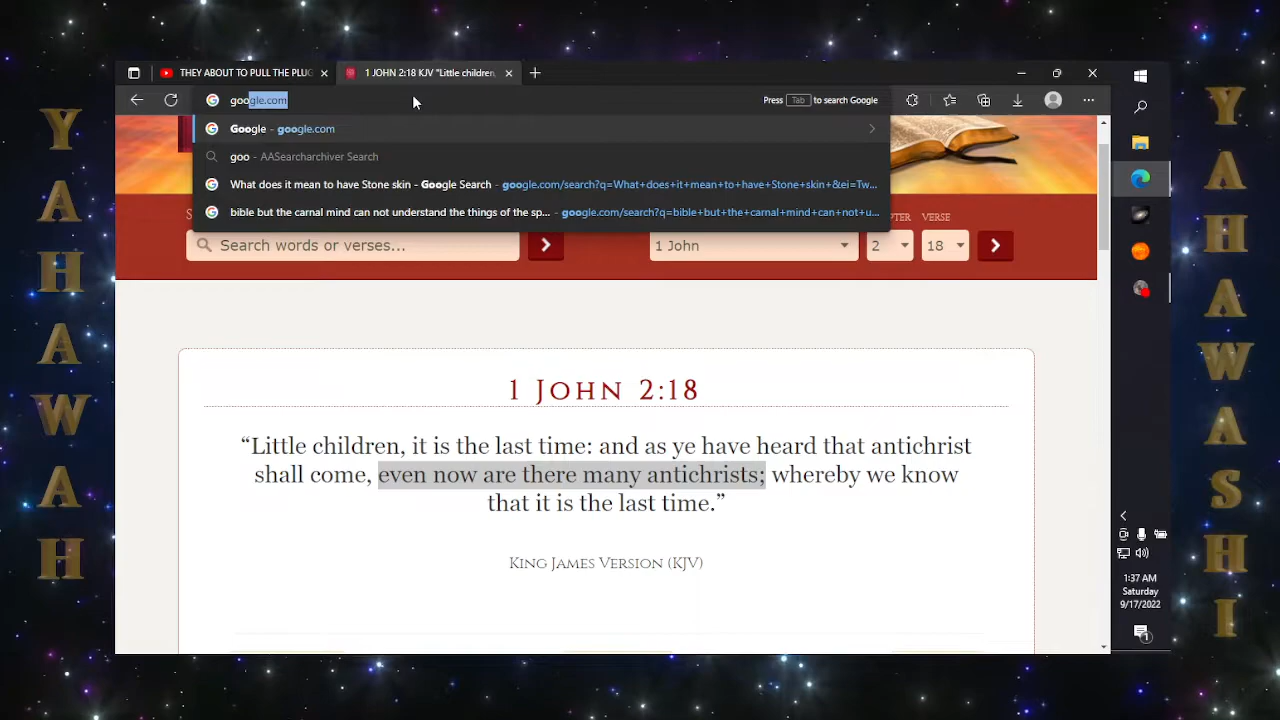 YAHAWAH
THEY ABOUT TO PULL THE PLUG
1 JOHN 2:18 KJV "Little children,
google.com
Press Tab to search Google
Google - google.com
goo - AASearcharchiver Search
What does it mean to have Stone skin - Google Search - google.com/search?q=What+does+it+mean+to+have+Stone+skin+&ei=Tw...
bible but the carnal mind can not understand the things of the sp... - google.com/search?q=bible+but+the+carnal+mind+can+not+u...
S
PTER VERSE
Search words or verses...
1 John 2 18
1 John 2:18
“Little children, it is the last time: and as ye have heard that antichrist
shall come, even now are there many antichrists; whereby we know
that it is the last time.”
King James Version (KJV)
1:37 AM
Saturday
9/17/2022
1
YAHAWASHI